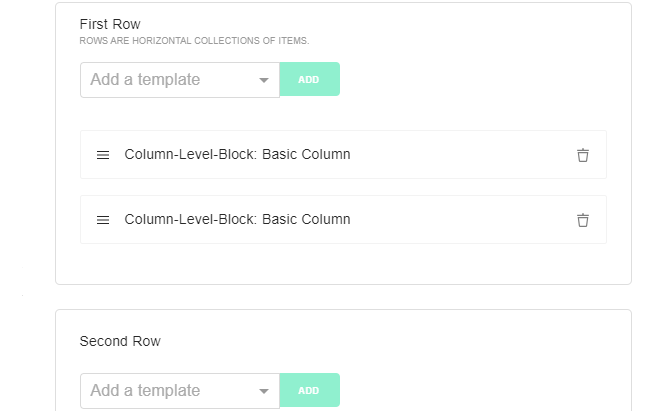 First Row
ROWS ARE HORIZONTAL COLLECTIONS OF ITEMS.
Add a template ADD
Column-Level-Block: Basic Column
Column-Level-Block: Basic Column
Second Row
Add a template ADD